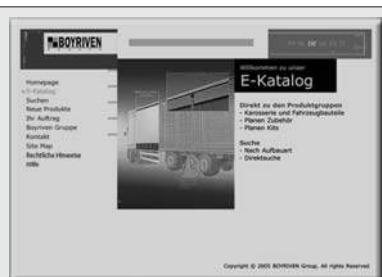 BOYRIVEN
Homepage
E-Katalog
Suchen
Neue Produkte
Ihr Auftrag
Boyriven Gruppe
Kontakt
Site Map
Rechtliche Hinweise
Hilfe
Willkommen zu unser
E-Katalog
Direkt zu den Produktgruppen
- Karosserie und Fahrzeugbauteile
- Planen Zubehör
- Planen Kits
Suche
- Nach Aufbauart
- Direktsuche
Copyright © 2005 BOYRIVEN Group. All rights Reserved